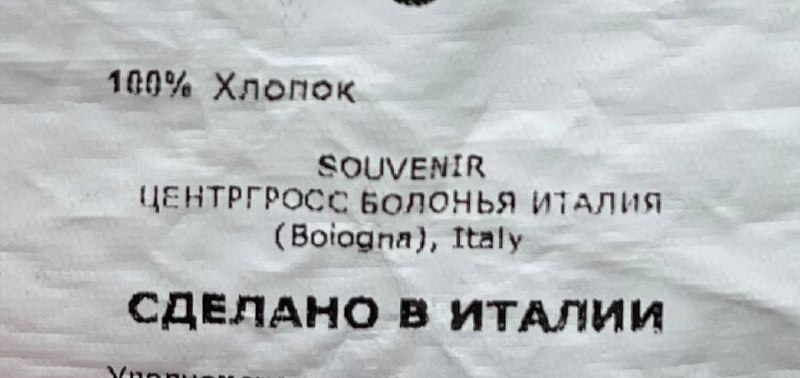 100% Хлопок
SOUVENIR
ЦЕНТРГРОСС БОЛОНЬЯ ИТАЛИЯ
(Boiogna), Italy
СДЕЛАНО В ИТАЛИИ